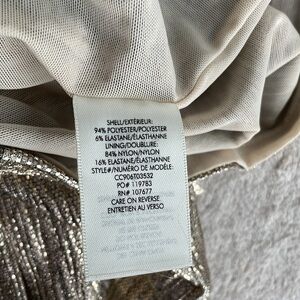 SHELL/EXTÉRIEUR:
94% POLYESTER/POLYESTER
6% ELASTANE/ÉLASTHANNE
LINING/DOUBLURE:
84% NYLON/NYLON
16% ELASTANE/ÉLASTHANNE
STYLE#/NUMÉRO DE MODÈLE:
CC906T03532
PO# 119783
RN# 107677
CARE ON REVERSE
ENTRETIEN AU VERSO